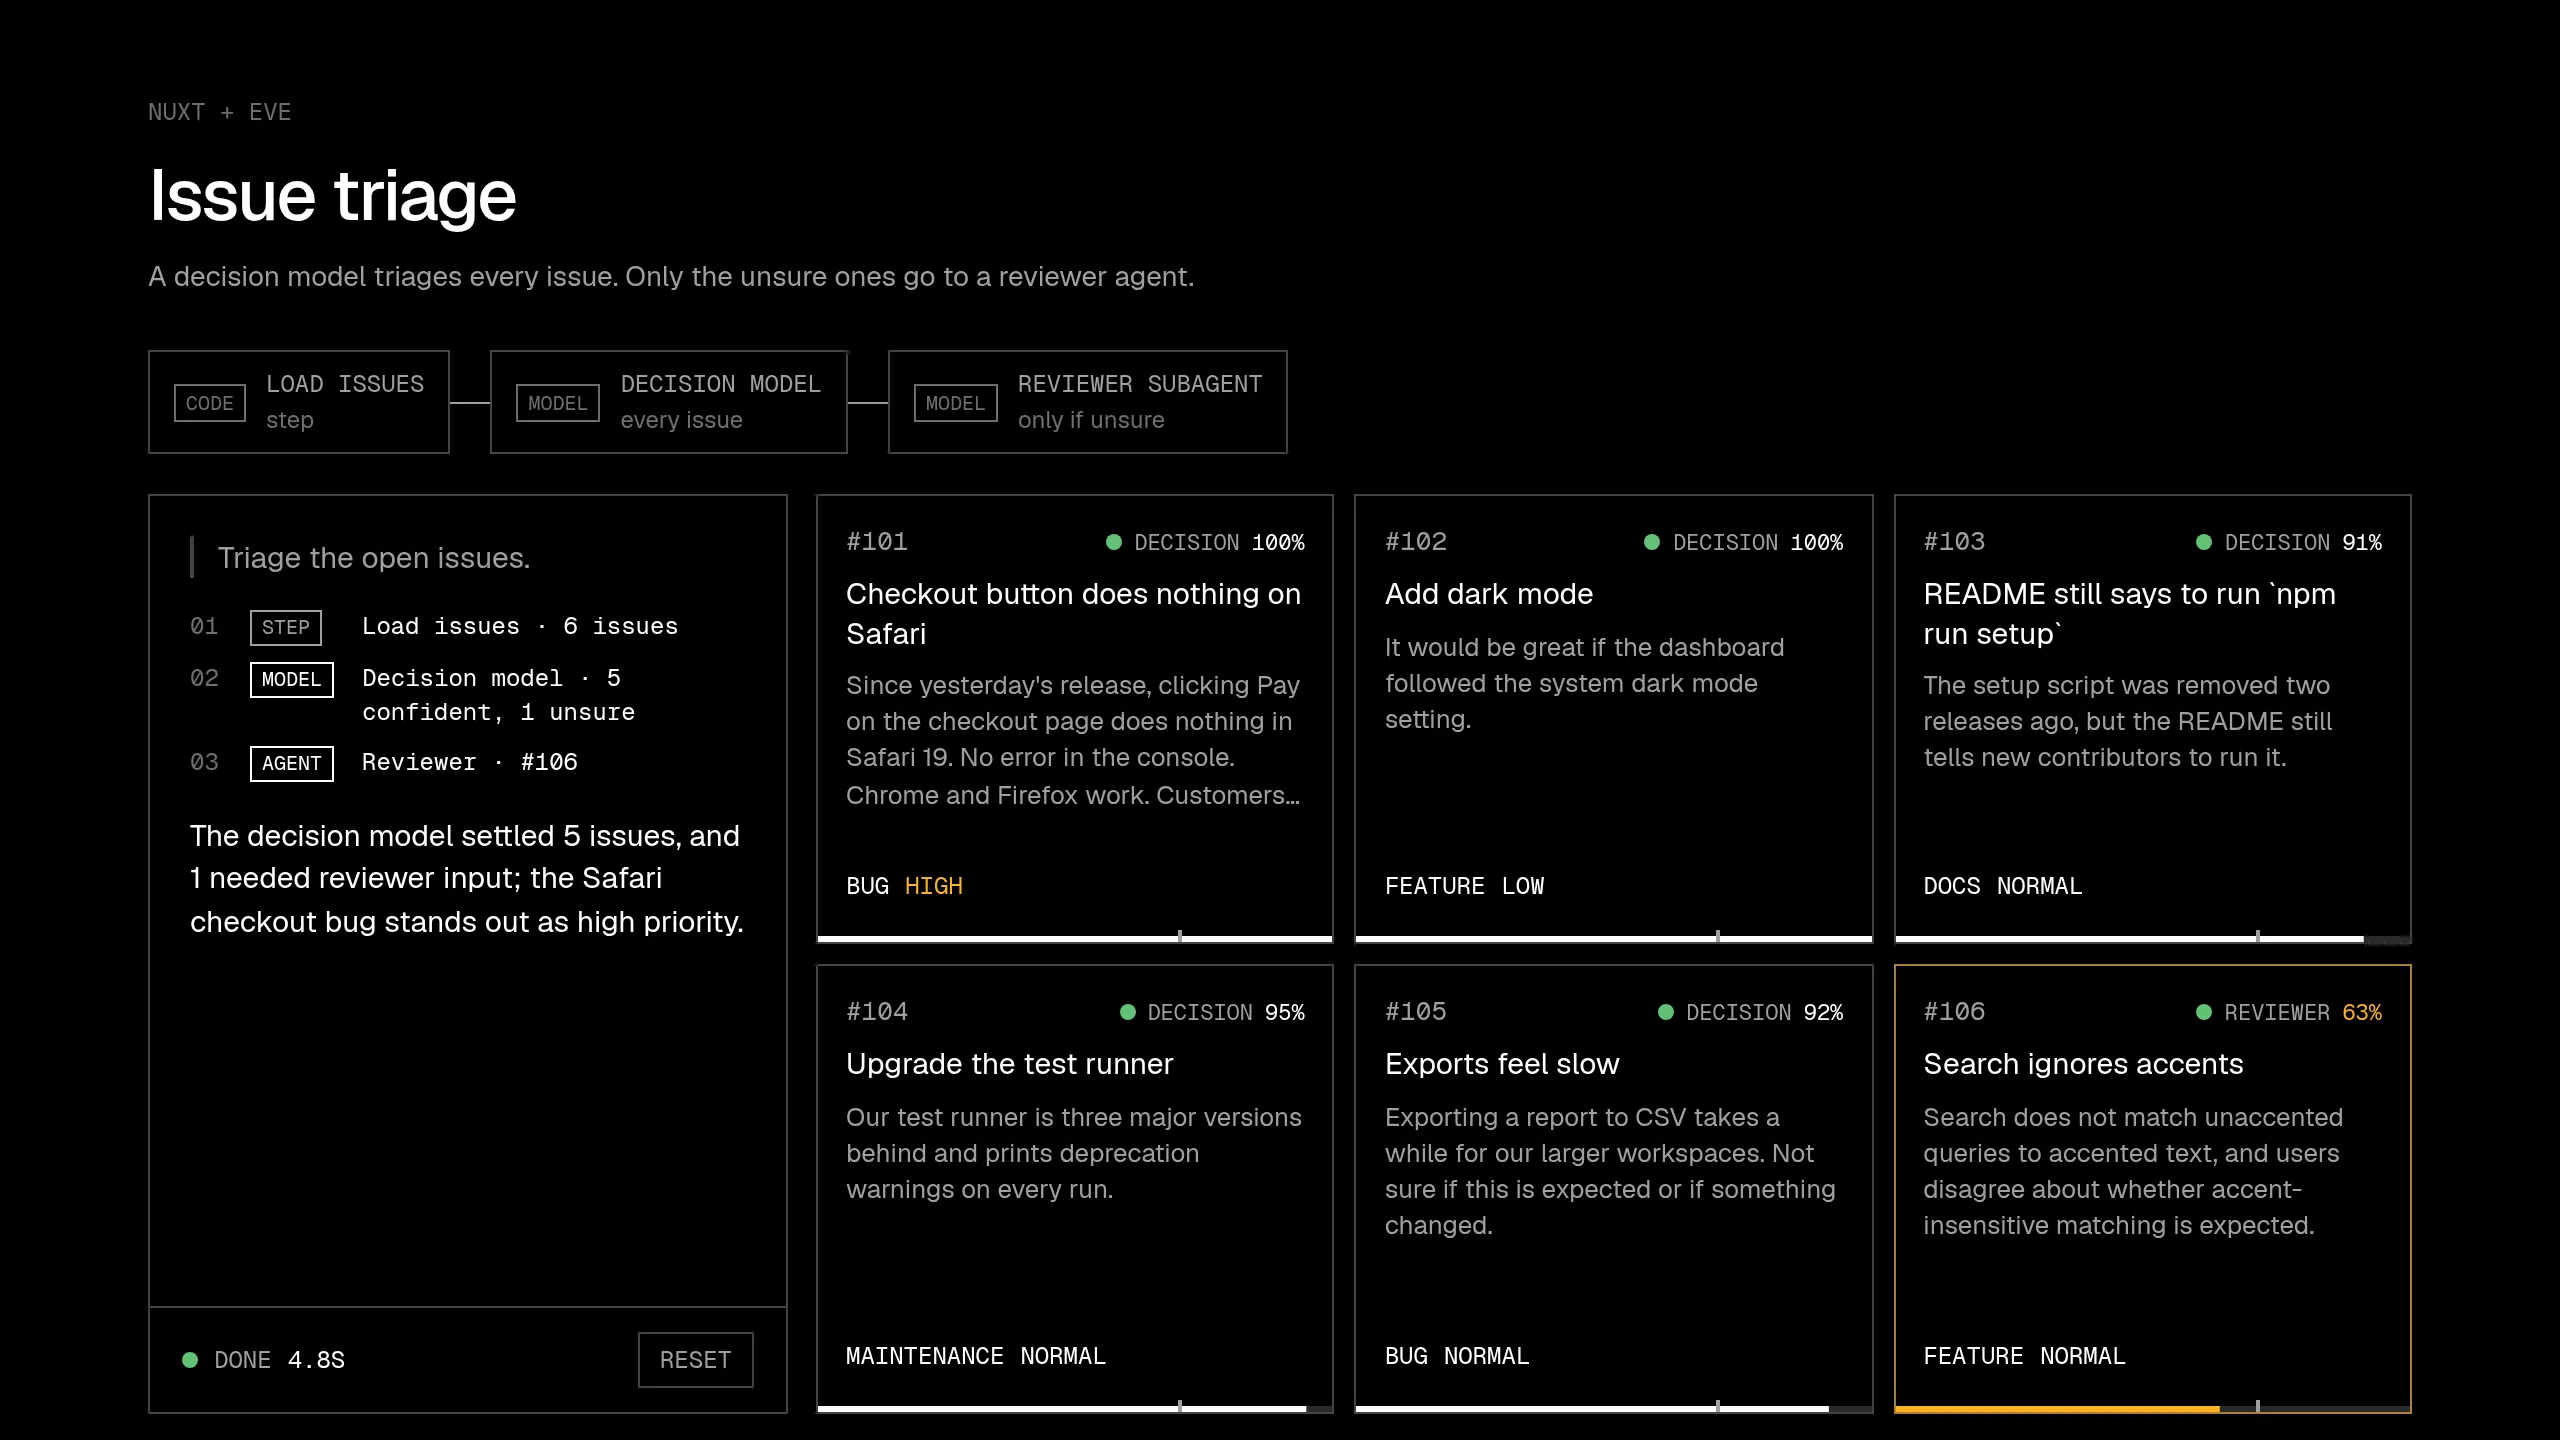 NUXT + EVE
Issue triage
A decision model triages every issue. Only the unsure ones go to a reviewer agent.
CODE
LOAD ISSUES
step
MODEL
DECISION MODEL
every issue
MODEL
REVIEWER SUBAGENT
only if unsure
Triage the open issues.
01 STEP Load issues · 6 issues
02 MODEL Decision model · 5
confident, 1 unsure
03 AGENT Reviewer · #106
The decision model settled 5 issues, and
1 needed reviewer input; the Safari
checkout bug stands out as high priority.
DONE 4.8S
RESET
#101 DECISION 100%
Checkout button does nothing on
Safari
Since yesterday's release, clicking Pay
on the checkout page does nothing in
Safari 19. No error in the console.
Chrome and Firefox work. Customers...
BUG HIGH
#102 DECISION 100%
Add dark mode
It would be great if the dashboard
followed the system dark mode
setting.
FEATURE LOW
#103 DECISION 91%
README still says to run `npm
run setup`
The setup script was removed two
releases ago, but the README still
tells new contributors to run it.
DOCS NORMAL
#104 DECISION 95%
Upgrade the test runner
Our test runner is three major versions
behind and prints deprecation
warnings on every run.
MAINTENANCE NORMAL
#105 DECISION 92%
Exports feel slow
Exporting a report to CSV takes a
while for our larger workspaces. Not
sure if this is expected or if something
changed.
BUG NORMAL
#106 REVIEWER 63%
Search ignores accents
Search does not match unaccented
queries to accented text, and users
disagree about whether accent-
insensitive matching is expected.
FEATURE NORMAL